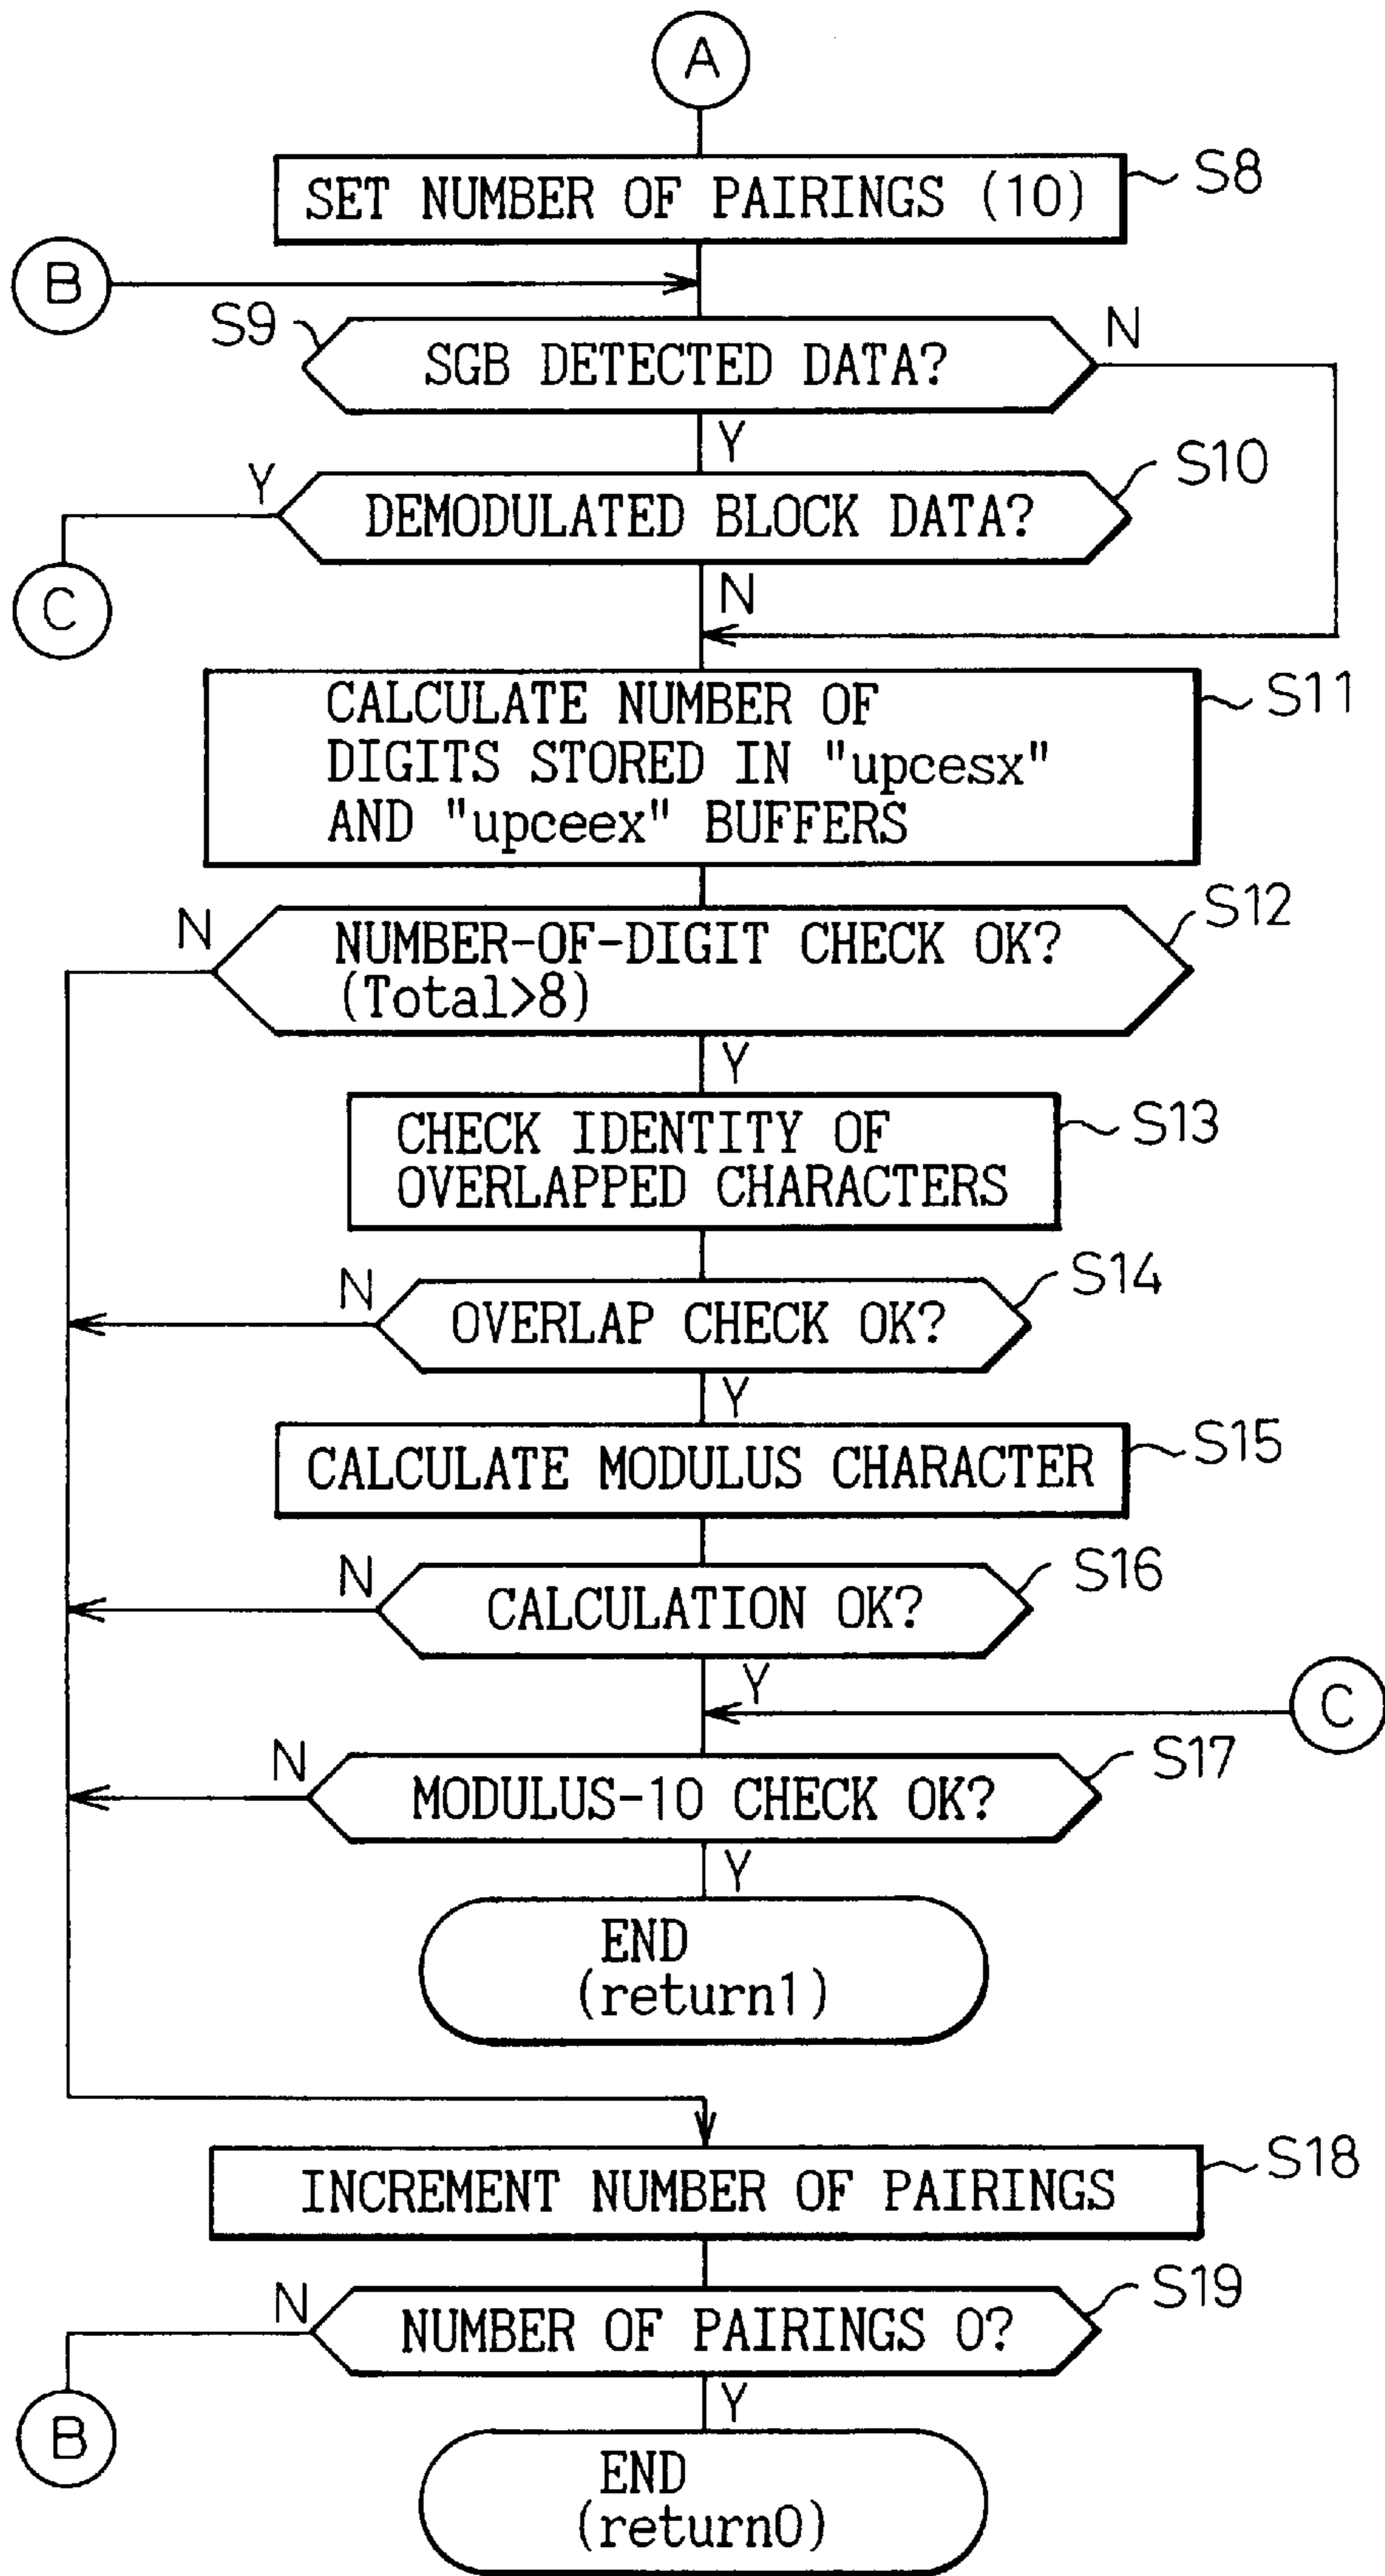 A
SET NUMBER OF PAIRINGS (10)
S8
B
S9
SGB DETECTED DATA?
N
Y
S10
Y
DEMODULATED BLOCK DATA?
C
N
CALCULATE NUMBER OF
DIGITS STORED IN "upcesx"
AND "upceex" BUFFERS
S11
N
NUMBER-OF-DIGIT CHECK OK?
(Total>8)
S12
Y
CHECK IDENTITY OF
OVERLAPPED CHARACTERS
S13
N
OVERLAP CHECK OK?
S14
Y
CALCULATE MODULUS CHARACTER
S15
N
CALCULATION OK?
S16
Y
C
N
MODULUS-10 CHECK OK?
S17
Y
END
(return1)
INCREMENT NUMBER OF PAIRINGS
S18
N
NUMBER OF PAIRINGS 0?
S19
B
Y
END
(return0)